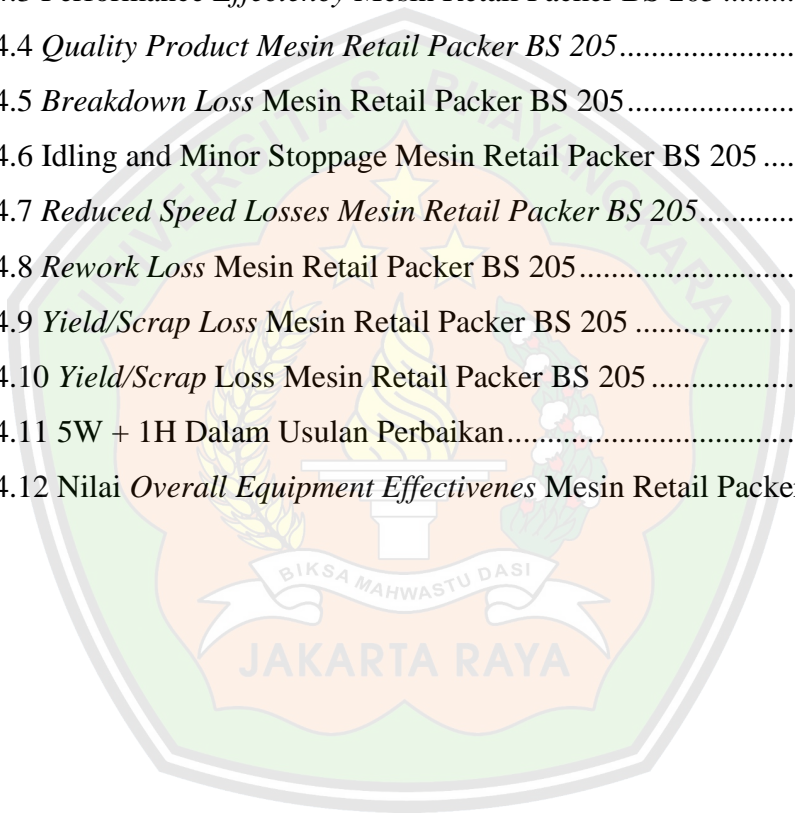 4.3 Performance Effectiency Mesin Retail Packer BS 205 ..........
4.4 Quality Product Mesin Retail Packer BS 205....................
4.5 Breakdown Loss Mesin Retail Packer BS 205...................
4.6 Idling and Minor Stoppage Mesin Retail Packer BS 205 ....
4.7 Reduced Speed Losses Mesin Retail Packer BS 205...........
4.8 Rework Loss Mesin Retail Packer BS 205........................
4.9 Yield/Scrap Loss Mesin Retail Packer BS 205 ..................
4.10 Yield/Scrap Loss Mesin Retail Packer BS 205 ................
4.11 5W + 1H Dalam Usulan Perbaikan................................
4.12 Nilai Overall Equipment Effectivenes Mesin Retail Packer
UNIVERSITAS BHAYANGKARA
BIKSA MAHWASTU DASI
JAKARTA RAYA